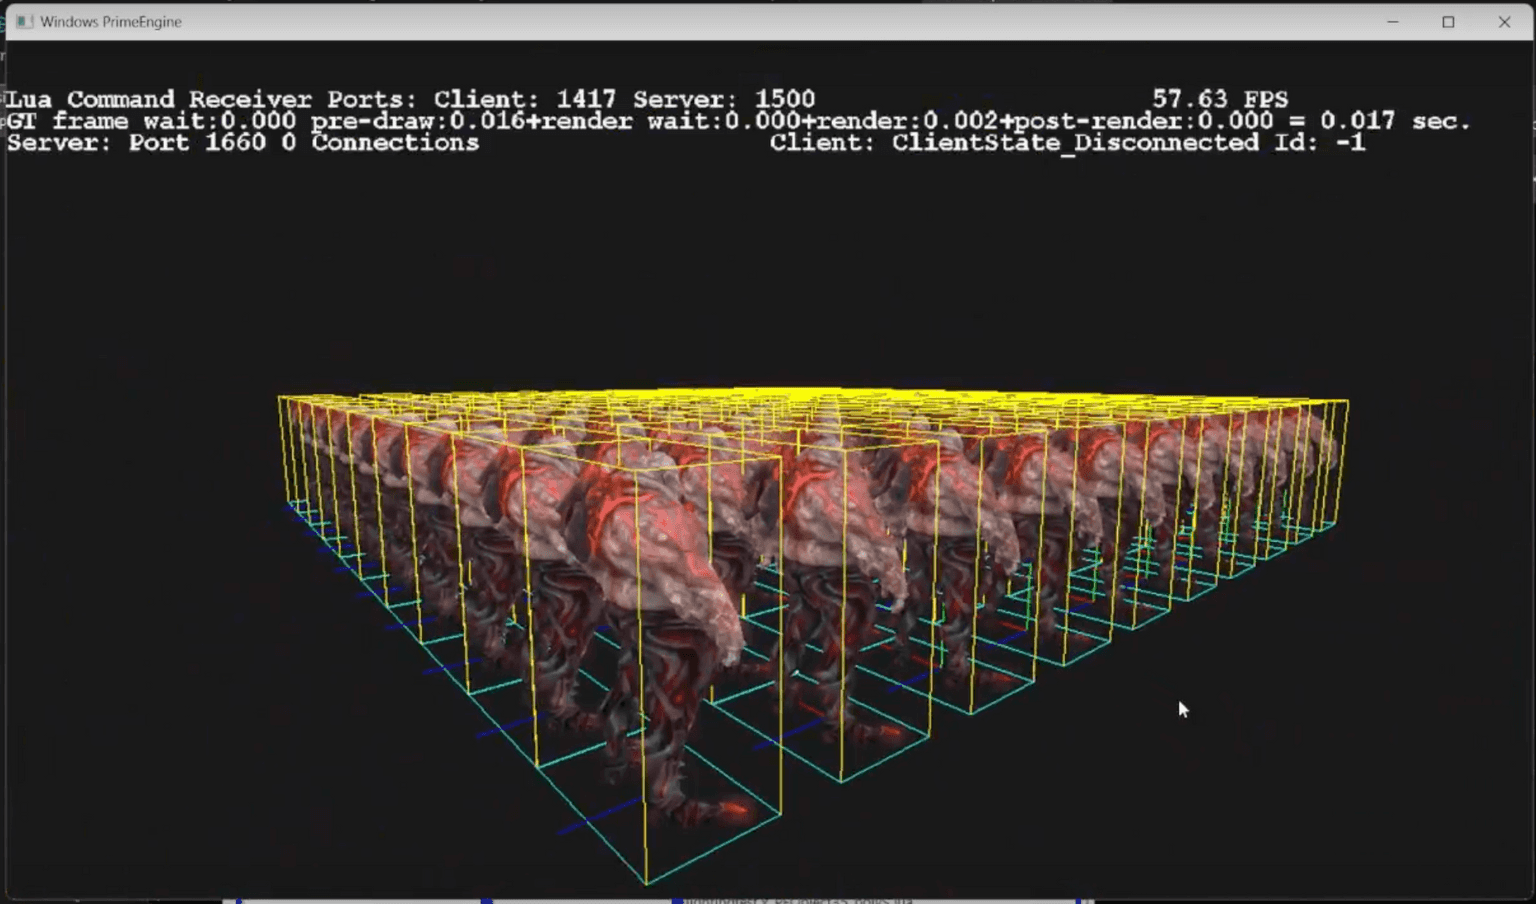 Windows PrimeEngine
Lua Command Receiver Ports: Client: 1417 Server: 1500 57.63 FPS
GT frame wait:0.000 pre-draw:0.016+render wait:0.000+render:0.002+post-render:0.000 = 0.017 sec.
Server: Port 1660 0 Connections Client: ClientState_Disconnected Id: -1